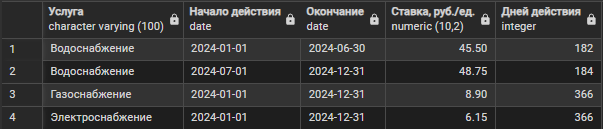 Услуга Начало действия Окончание Ставка, руб./ед. Дней действия
character varying (100) date date numeric (10,2) integer
1 Водоснабжение 2024-01-01 2024-06-30 45.50 182
2 Водоснабжение 2024-07-01 2024-12-31 48.75 184
3 Газоснабжение 2024-01-01 2024-12-31 8.90 366
4 Электроснабжение 2024-01-01 2024-12-31 6.15 366